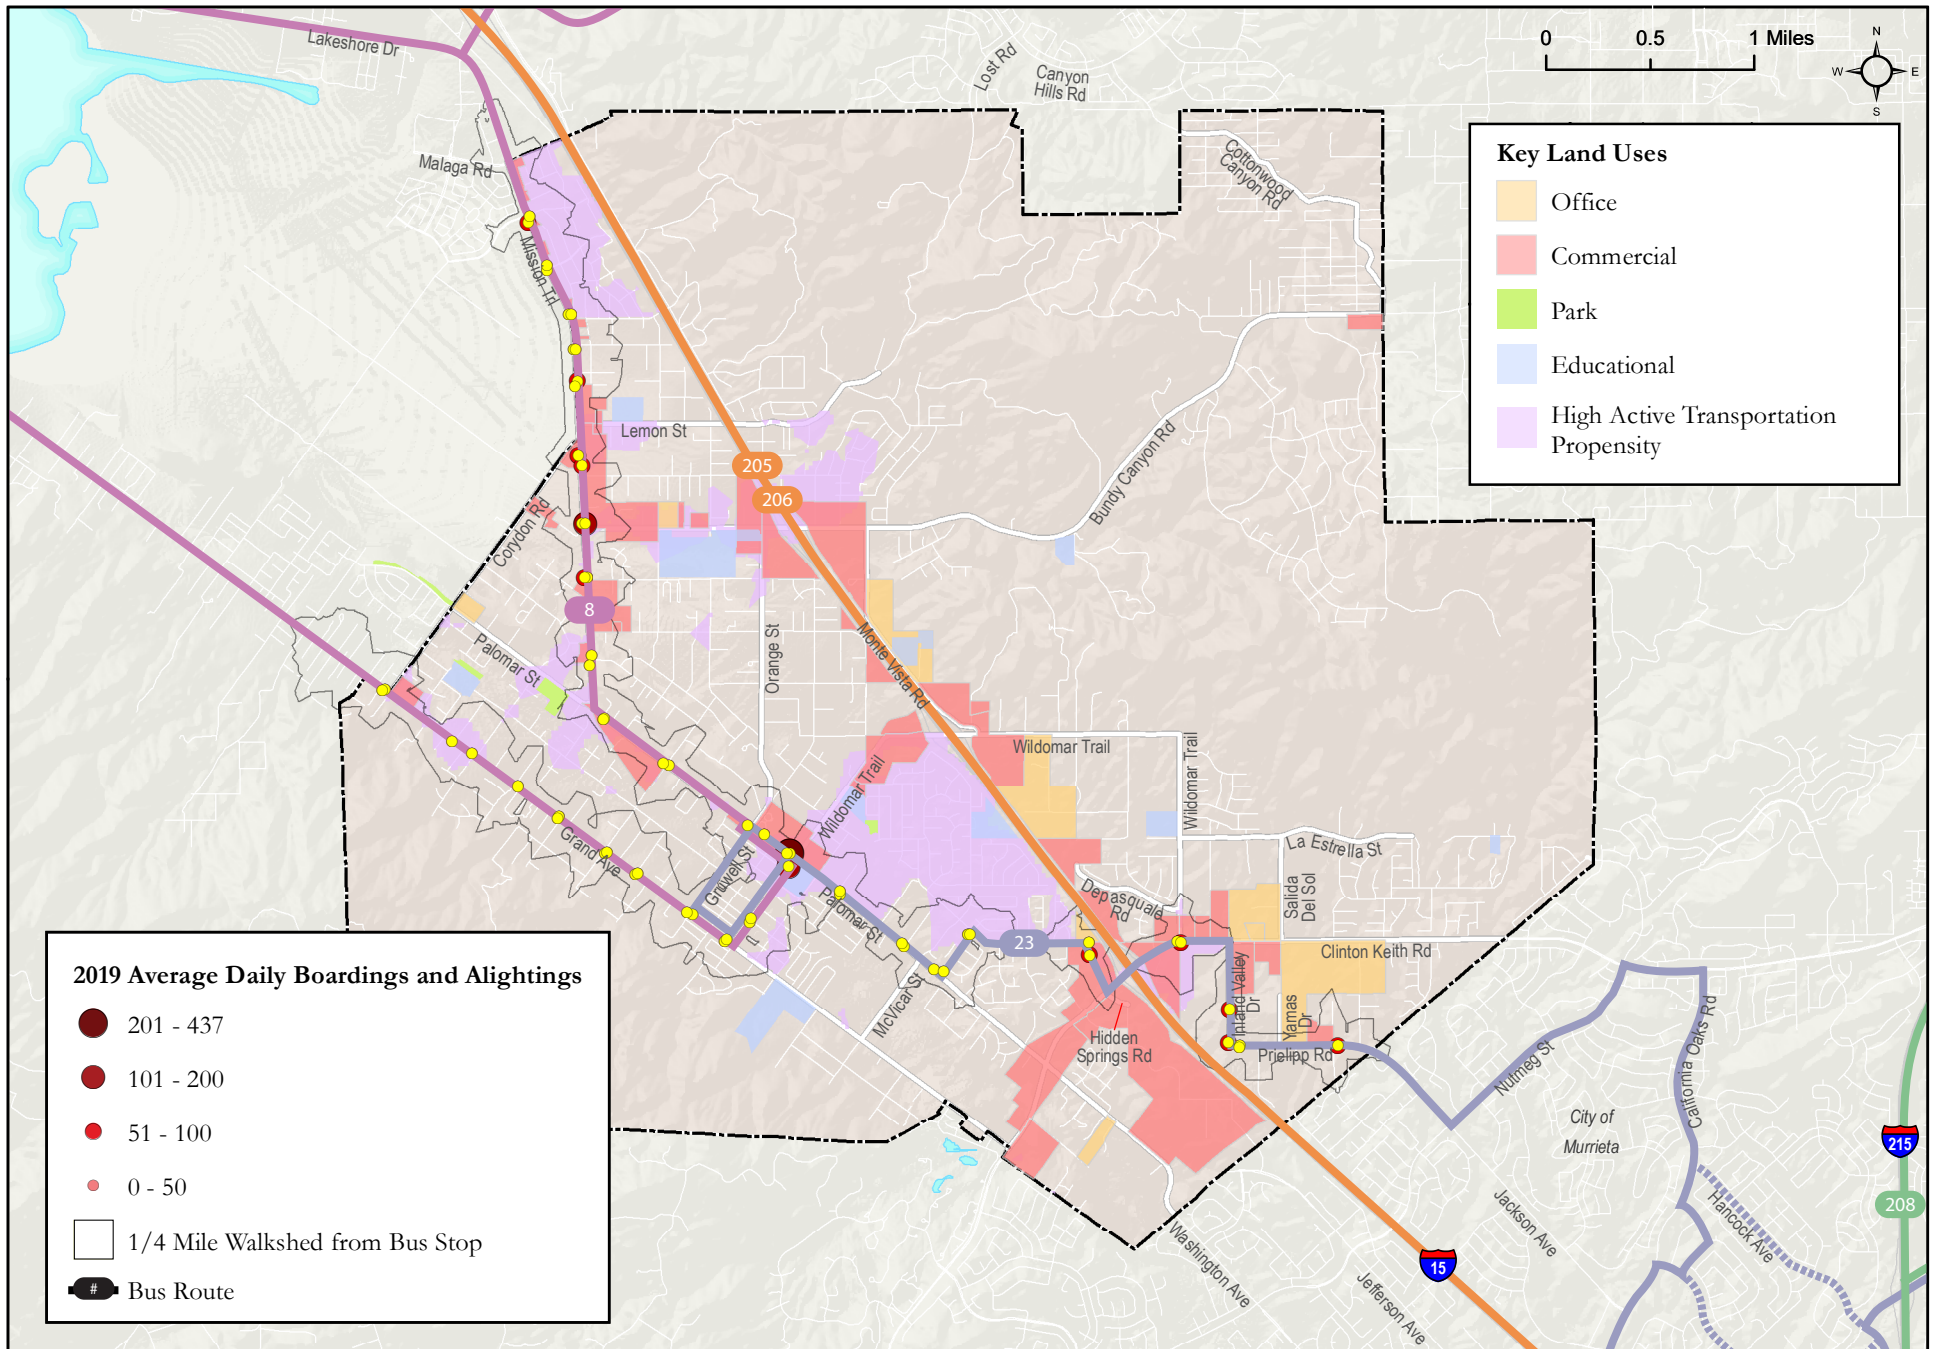 Lakeshore Dr
Lost Rd
Canyon
Hills Rd
0 0.5 1 Miles
N
W E
S
Malaga Rd
Cottonwood
Canyon Rd
Key Land Uses
Office
Commercial
Park
Educational
High Active Transportation
Propensity
Mission Trl
Lemon St
205
206
Bundy Canyon Rd
Corydon Rd
8
Palomar St
Orange St
Monte Vista Rd
Wildomar Trail
Wildomar Trail
Wildomar Trail
Grand Ave
Gruwell St
La Estrella St
Depasquale
Rd
Salida
Del Sol
Palomar St
23
Clinton Keith Rd
McVicar St
Inland Valley
Dr
Yamas
Dr
Hidden
Springs Rd
Prielipp Rd
Nutmeg St
California Oaks Rd
City of
Murrieta
215
208
Hancock Ave
Jackson Ave
Washington Ave
15
Jefferson Ave
2019 Average Daily Boardings and Alightings
201 - 437
101 - 200
51 - 100
0 - 50
1/4 Mile Walkshed from Bus Stop
# Bus Route